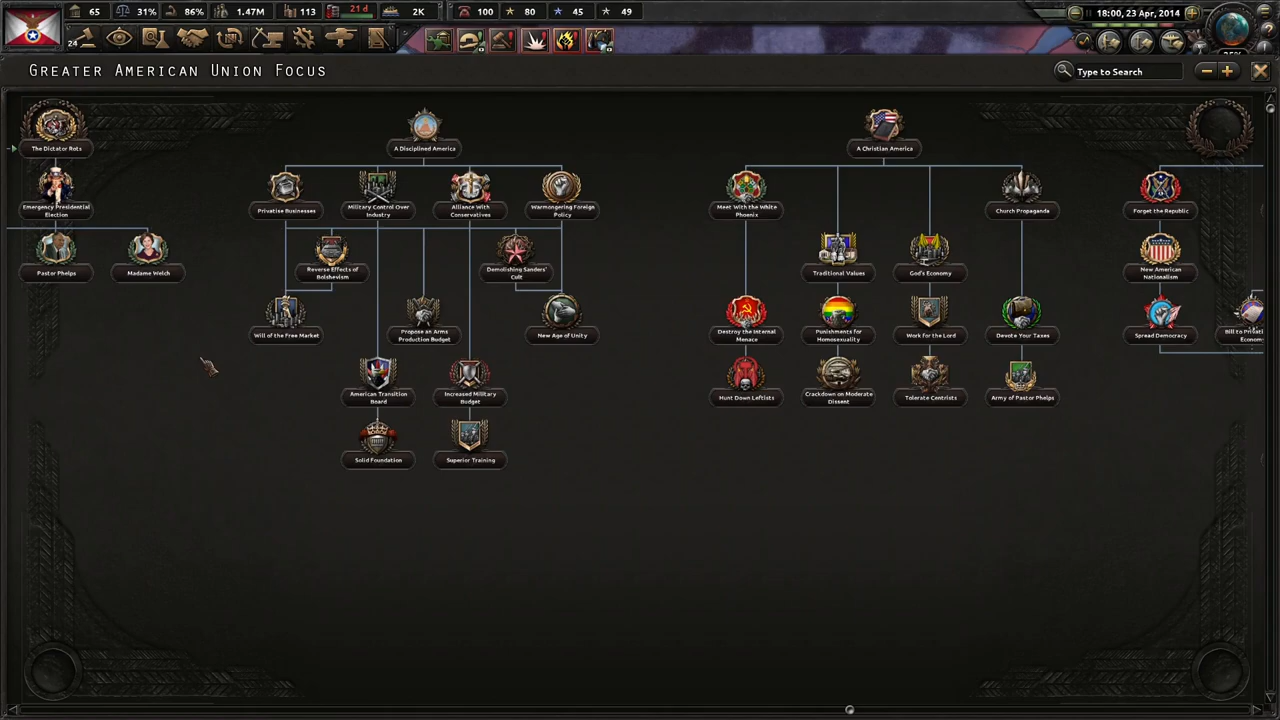 65 31% 86% 1.47M 113 21 d 2K 100 80 45 49 18:00, 23 Apr, 2014
24
GREATER AMERICAN UNION FOCUS
Type to Search
The Dictator Rots
A Disciplined America
A Christian America
Emergency Presidential
Election
Privatise Businesses
Military Control Over
Industry
Alliance With
Conservatives
Warmongering Foreign
Policy
Meet With the White
Phoenix
Church Propaganda
Forget the Republic
Pastor Phelps
Madame Welch
Reverse Effects of
Bolshevism
Demolishing Sanders'
Cult
Traditional Values
God's Economy
New American
Nationalism
Will of the Free Market
Propose an Arms
Production Budget
New Age of Unity
Destroy the Internal
Menace
Punishments for
Homosexuality
Work for the Lord
Devote Your Taxes
Spread Democracy
Bill to
Econom
American Transition
Board
Increased Military
Budget
Hunt Down Leftists
Crackdown on Moderate
Dissent
Tolerate Centrists
Army of Pastor Phelps
Solid Foundation
Superior Training